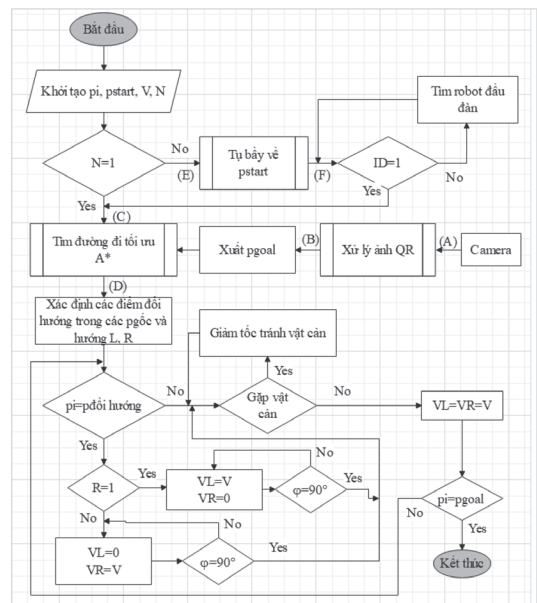 Bắt đầu
Khởi tạo pi, pstart, V, N
Tìm robot đầu
đàn
N=1
No
(E)
Tụ bầy về
pstart
(F)
ID=1
No
Yes
Yes
(C)
Tìm đường đi tối ưu
A*
Xuất pgoal
(B)
Xử lý ảnh QR
(A)
Camera
(D)
Xác định các điểm đổi
hướng trong các pgốc và
hướng L, R
Giảm tốc tránh vật cản
Yes
pi=pđổi hướng
No
Gặp vật
cản
No
VL=VR=V
Yes
No
R=1
Yes
VL=V
VR=0
φ=90°
Yes
pi=pgoal
No
No
No
Yes
VL=0
VR=V
φ=90°
Yes
Kết thúc